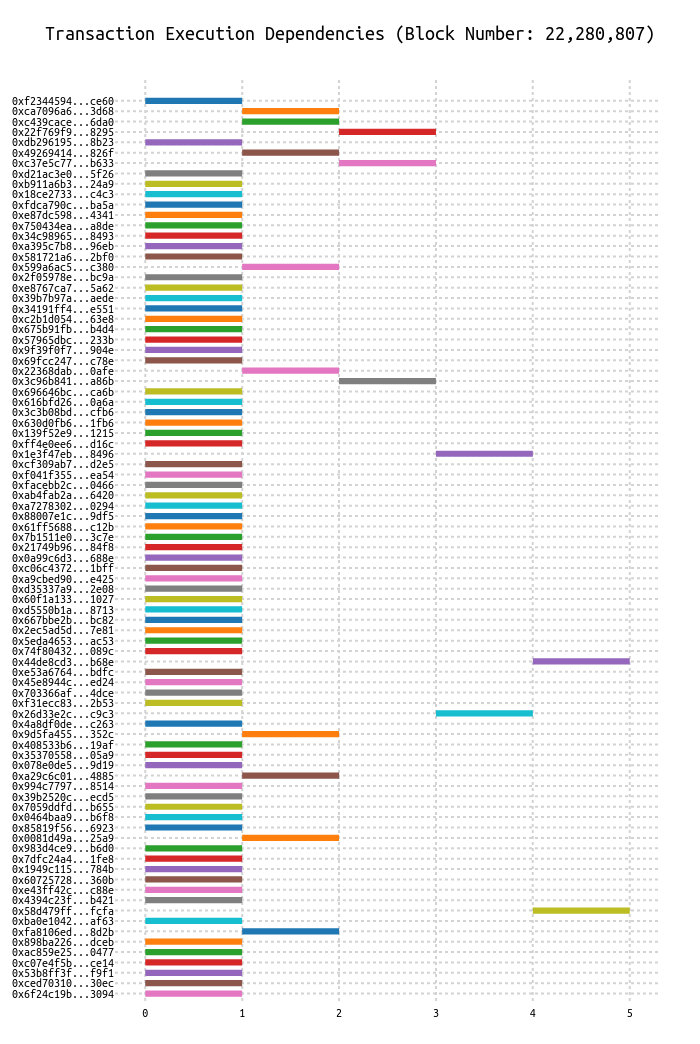 Transaction Execution Dependencies (Block Number: 22,280,807)
0xf2344594...ce60
0xca7096a6...3d68
0xc439cace...6da0
0x22f769f9...8295
0xdb296195...8b23
0x49269414...826f
0xc37e5c77...b633
0xd21ac3e0...5f26
0xb911a6b3...24a9
0x18ce2733...c4c3
0xfdca790c...ba5a
0xe87dc598...4341
0x750434ea...a8de
0x34c98965...8493
0xa395c7b8...96eb
0x581721a6...2bf0
0x599a6ac5...c380
0x2f05978e...bc9a
0xe8767ca7...5a62
0x39b7b97a...aede
0x34191ff4...e551
0xc2b1d054...63e8
0x675b91fb...b4d4
0x57965dbc...233b
0x9f39f0f7...904e
0x69fcc247...c78e
0x22368dab...0afe
0x3c96b841...a86b
0x696646bc...ca6b
0x616bfd26...0a6a
0x3c3b08bd...cfb6
0x630d0fb6...1fb6
0x139f52e9...1215
0xff4e0ee6...d16c
0x1e3f47eb...8496
0xcf309ab7...d2e5
0xf041f355...ea54
0xfacebb2c...0466
0xab4fab2a...6420
0xa7278302...0294
0x88007e1c...9df5
0x61ff5688...c12b
0x7b1511e0...3c7e
0x21749b96...84f8
0x0a99c6d3...688e
0xc06c4372...1bff
0xa9cbed90...e425
0xd35337a9...2e08
0x60f1a133...1027
0xd5550b1a...8713
0x667bbe2b...bc82
0x2ec5ad5d...7e81
0x5eda4653...ac53
0x74f80432...089c
0x44de8cd3...b68e
0xe53a6764...bdfc
0x45e8944c...ed24
0x703366af...4dce
0xf31ecc83...2b53
0x26d33e2c...c9c3
0x4a8df0de...c263
0x9d5fa455...352c
0x408533b6...19af
0x35370558...05a9
0x078e0de5...9d19
0xa29c6c01...4885
0x994c7797...8514
0x39b2520c...ecd5
0x7059ddfd...b655
0x0464baa9...b6f8
0x85819f56...6923
0x0081d49a...25a9
0x983d4ce9...b6d0
0x7dfc24a4...1fe8
0x1949c115...784b
0x60725728...360b
0xe43ff42c...c88e
0x4394c23f...b421
0x58d479ff...fcfa
0xba0e1042...af63
0xfa8106ed...8d2b
0x898ba226...dceb
0xac859e25...0477
0xc07e4f5b...ce14
0x53b8ff3f...f9f1
0xced70310...30ec
0x6f24c19b...3094
0 1 2 3 4 5